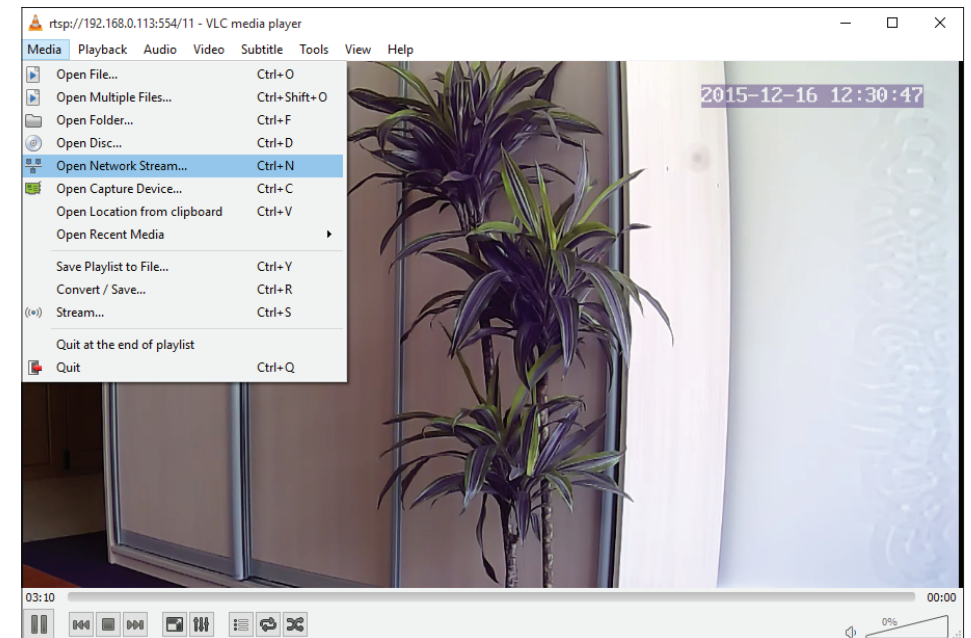 rtsp://192.168.0.113:554/11 - VLC media player
Media Playback Audio Video Subtitle Tools View Help
Open File... Ctrl+O
Open Multiple Files... Ctrl+Shift+O
Open Folder... Ctrl+F
Open Disc... Ctrl+D
Open Network Stream... Ctrl+N
Open Capture Device... Ctrl+C
Open Location from clipboard Ctrl+V
Open Recent Media
Save Playlist to File... Ctrl+Y
Convert / Save... Ctrl+R
Stream... Ctrl+S
Quit at the end of playlist
Quit Ctrl+Q
2015-12-16 12:30:47
03:10 00:00
0%